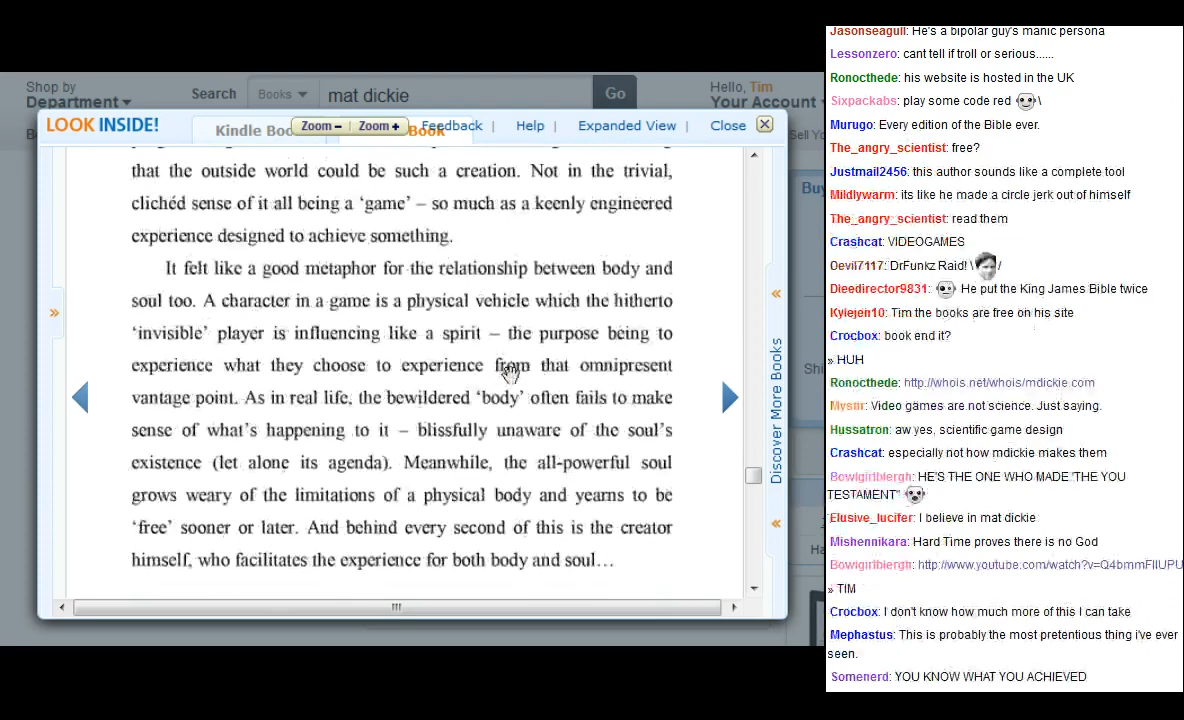 Shop by
Department
Search
Books
mat dickie
Go
Hello, Tim
Your Account
LOOK INSIDE!
Zoom –
Zoom +
Feedback
Help
Expanded View
Close
that the outside world could be such a creation. Not in the trivial,
clichéd sense of it all being a ‘game’ – so much as a keenly engineered
experience designed to achieve something.
It felt like a good metaphor for the relationship between body and
soul too. A character in a game is a physical vehicle which the hitherto
‘invisible’ player is influencing like a spirit – the purpose being to
experience what they choose to experience from that omnipresent
vantage point. As in real life, the bewildered ‘body’ often fails to make
sense of what’s happening to it – blissfully unaware of the soul’s
existence (let alone its agenda). Meanwhile, the all-powerful soul
grows weary of the limitations of a physical body and yearns to be
‘free’ sooner or later. And behind every second of this is the creator
himself, who facilitates the experience for both body and soul…
Discover More Books
Jasonseagull: He's a bipolar guy's manic persona
Lessonzero: cant tell if troll or serious......
Ronocthede: his website is hosted in the UK
Sixpackabs: play some code red \
Murugo: Every edition of the Bible ever.
The_angry_scientist: free?
Justmail2456: this author sounds like a complete tool
Mildlywarm: its like he made a circle jerk out of himself
The_angry_scientist: read them
Crashcat: VIDEOGAMES
Oevil7117: DrFunkz Raid! \ /
Dieedirector9831: He put the King James Bible twice
Kylejen10: Tim the books are free on his site
Crocbox: book end it?
» HUH
Ronocthede: http://whois.net/whois/mdickie.com
Mystir: Video games are not science. Just saying.
Hussatron: aw yes, scientific game design
Crashcat: especially not how mdickie makes them
Bowlgirlbiergh: HE'S THE ONE WHO MADE 'THE YOU
TESTAMENT"
Elusive_lucifer: I believe in mat dickie
Mishennikara: Hard Time proves there is no God
http://www.youtube.com/watch?v=Q4bmmFIIUPU
» TIM
Crocbox: I don't know how much more of this I can take
Mephastus: This is probably the most pretentious thing i've ever
seen.
Somenerd: YOU KNOW WHAT YOU ACHIEVED